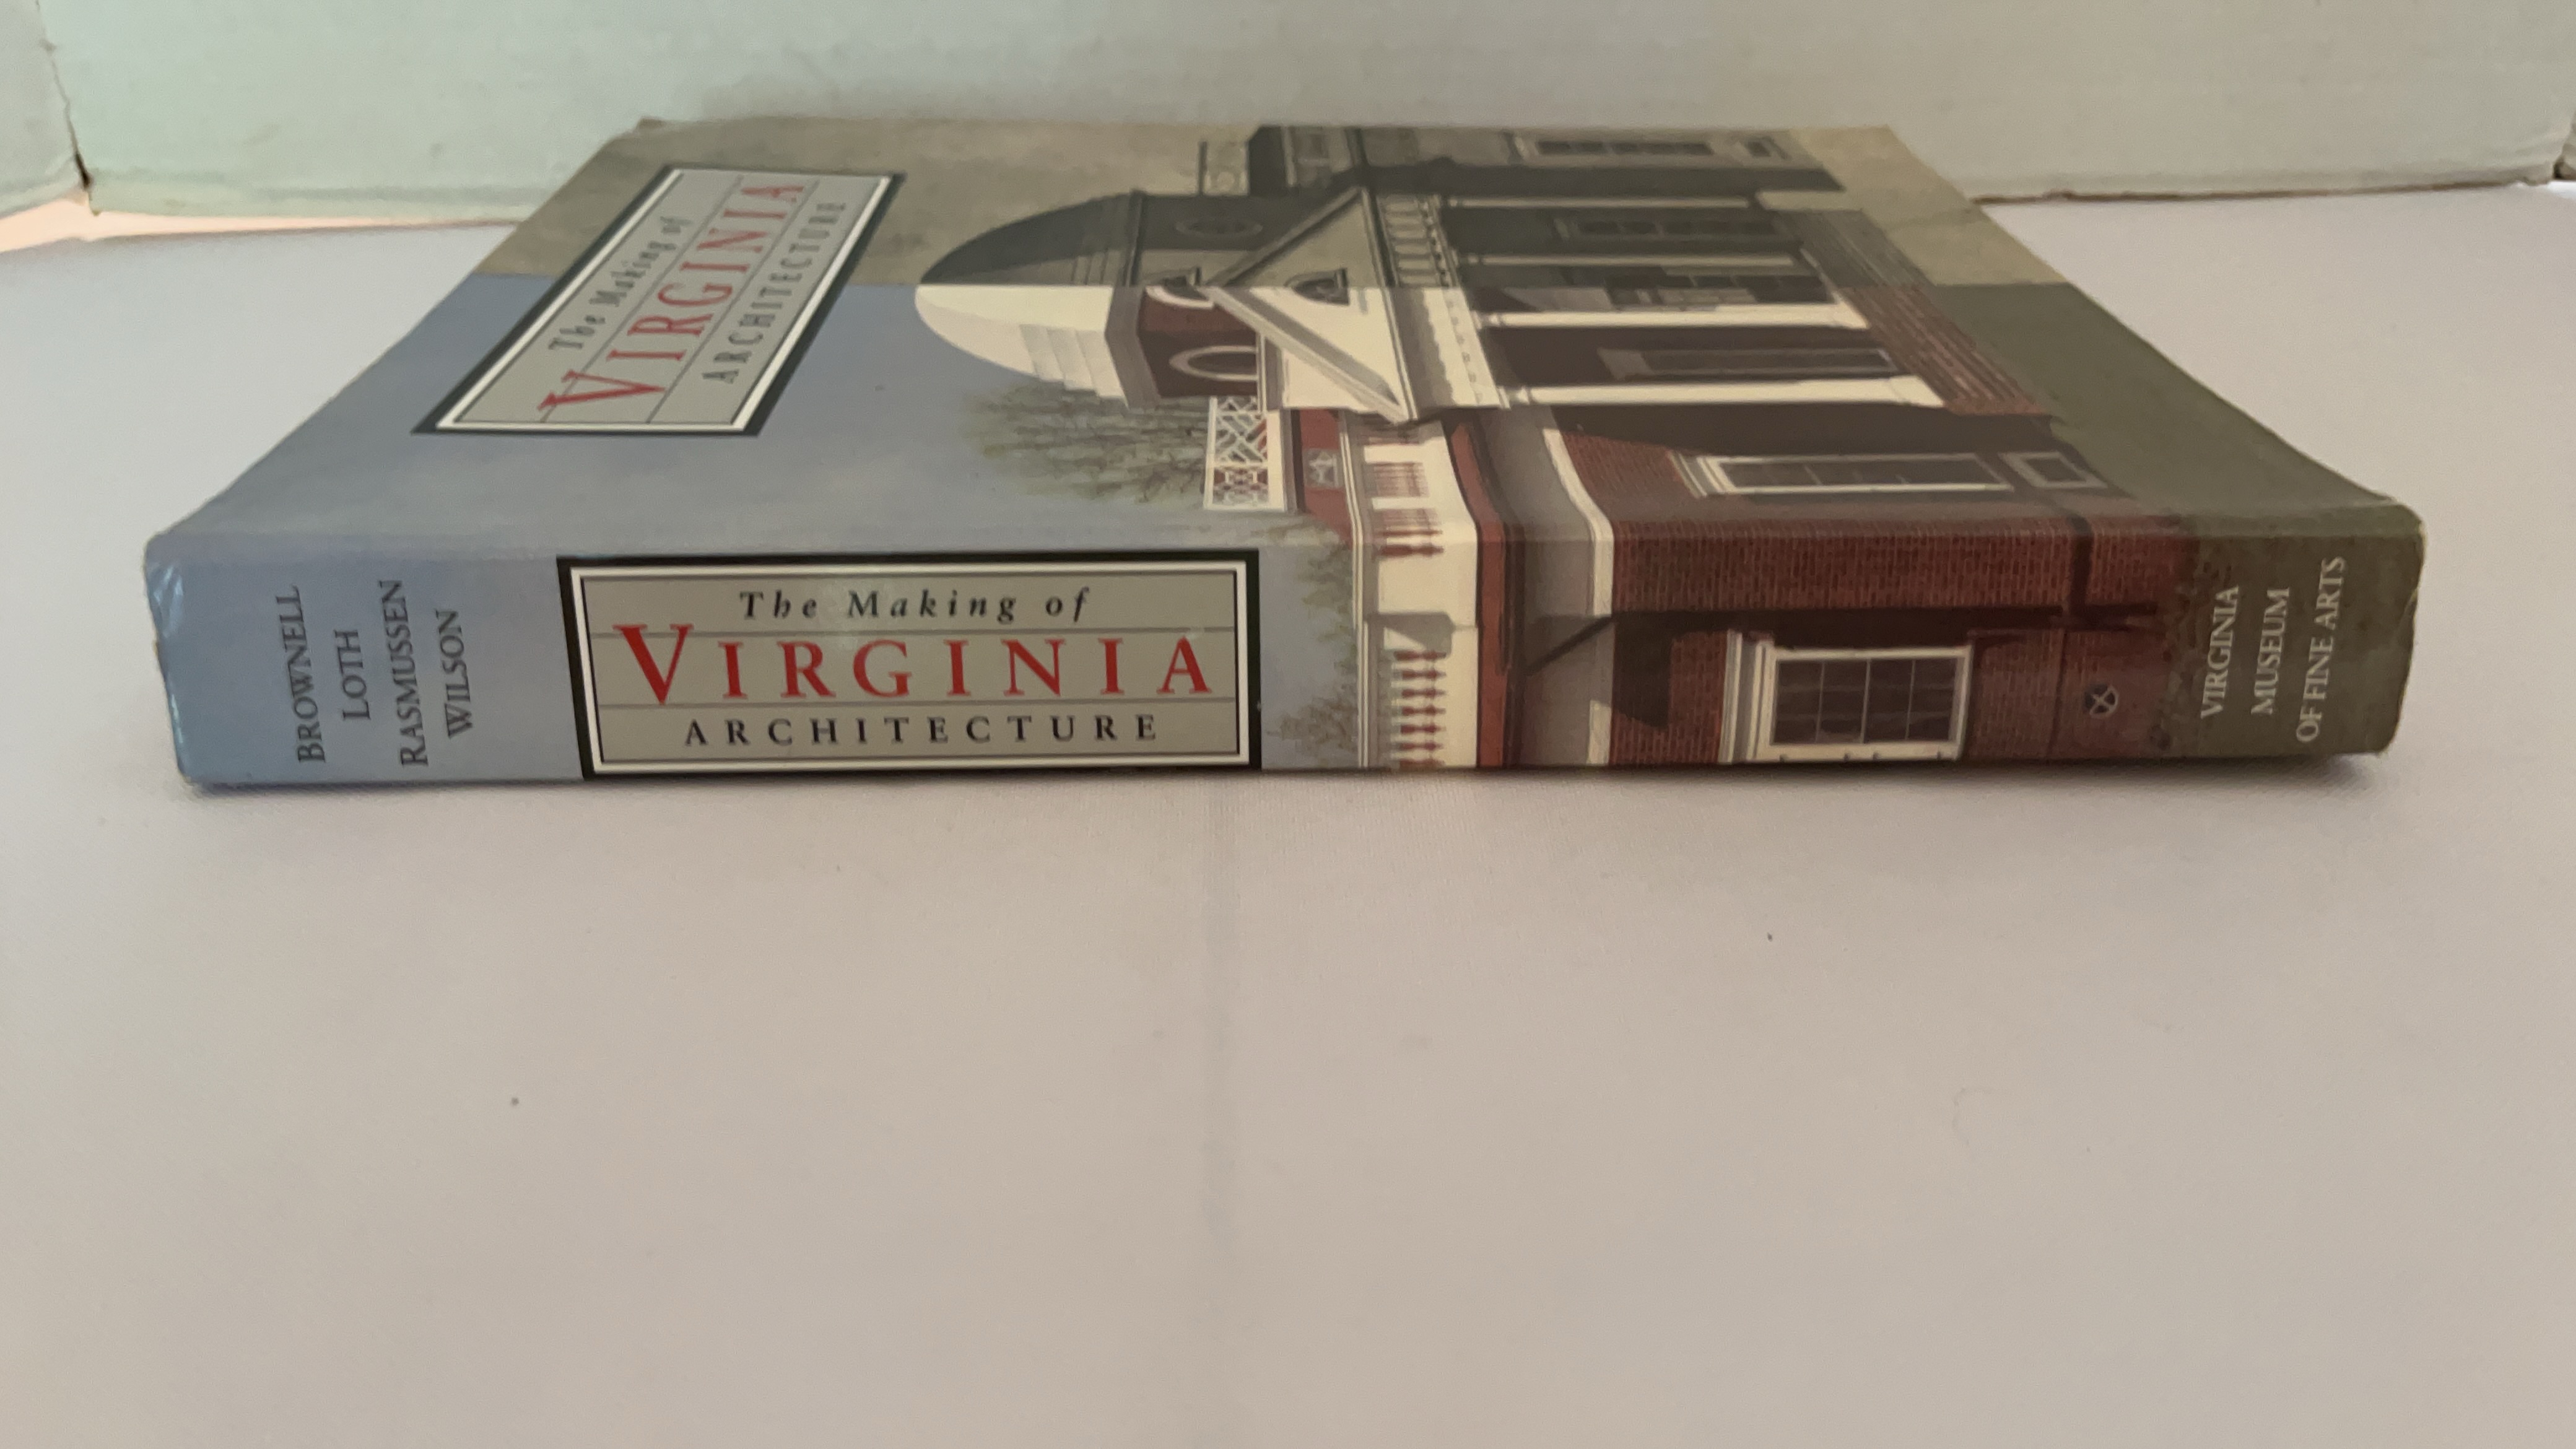 The Making of
VIRGINIA
ARCHITECTURE
BROWNELL
LOTH
RASMUSSEN
WILSON
The Making of
VIRGINIA
ARCHITECTURE
VIRGINIA
MUSEUM
OF FINE ARTS